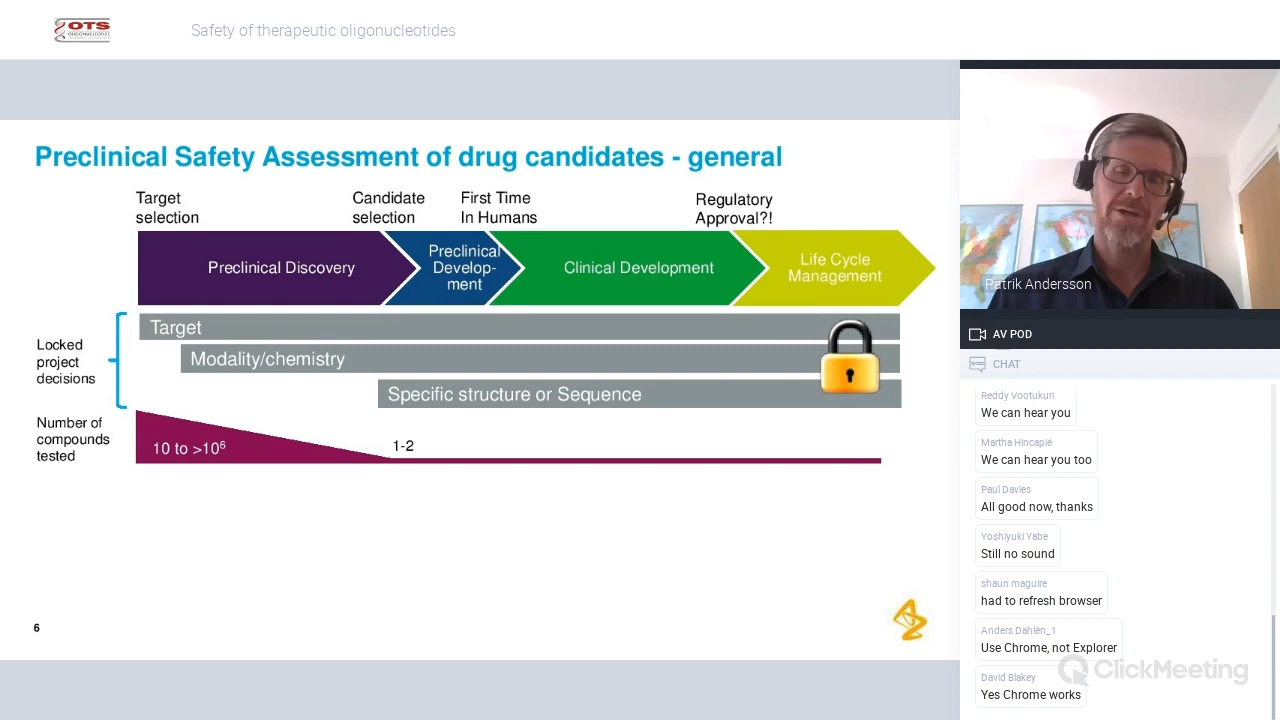 OTS
OLIGONUCLEOTIDE
Safety of therapeutic oligonucleotides
Preclinical Safety Assessment of drug candidates - general
Target
selection
Candidate
selection
First Time
In Humans
Regulatory
Approval?!
Preclinical Discovery
Preclinical
Develop-
ment
Clinical Development
Life Cycle
Management
Locked
project
decisions
Target
Modality/chemistry
Specific structure or Sequence
Number of
compounds
tested
10 to >10⁶
1-2
6
Patrik Andersson
AV POD
CHAT
Reddy Vootukuri
We can hear you
Martha Hincapié
We can hear you too
Paul Davies
All good now, thanks
Yoshiyuki Yabe
Still no sound
shaun maguire
had to refresh browser
Anders Dahlén_1
Use Chrome, not Explorer
David Blakey
Yes Chrome works
ClickMeeting